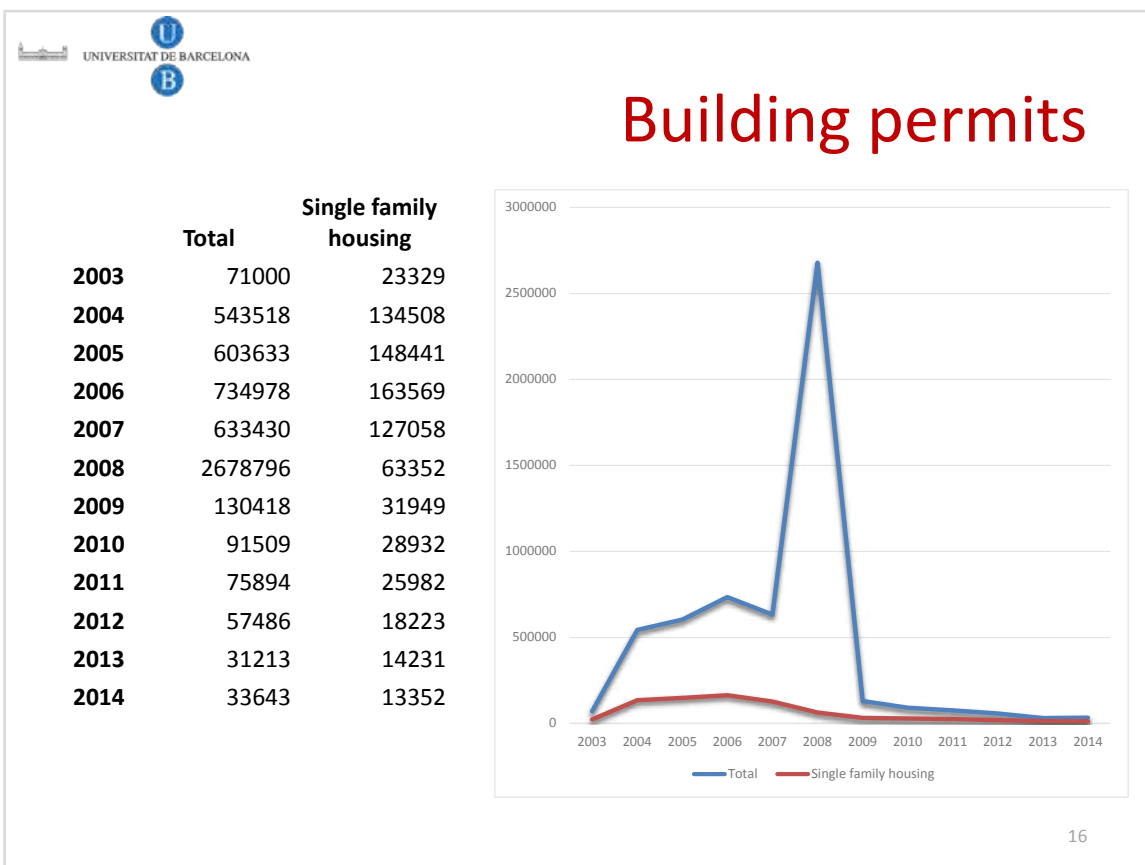 U
UNIVERSITAT DE BARCELONA
B
Building permits
Single family
Total housing
2003 71000 23329
2004 543518 134508
2005 603633 148441
2006 734978 163569
2007 633430 127058
2008 2678796 63352
2009 130418 31949
2010 91509 28932
2011 75894 25982
2012 57486 18223
2013 31213 14231
2014 33643 13352
3000000
2500000
2000000
1500000
1000000
500000
0
2003 2004 2005 2006 2007 2008 2009 2010 2011 2012 2013 2014
Total Single family housing
16